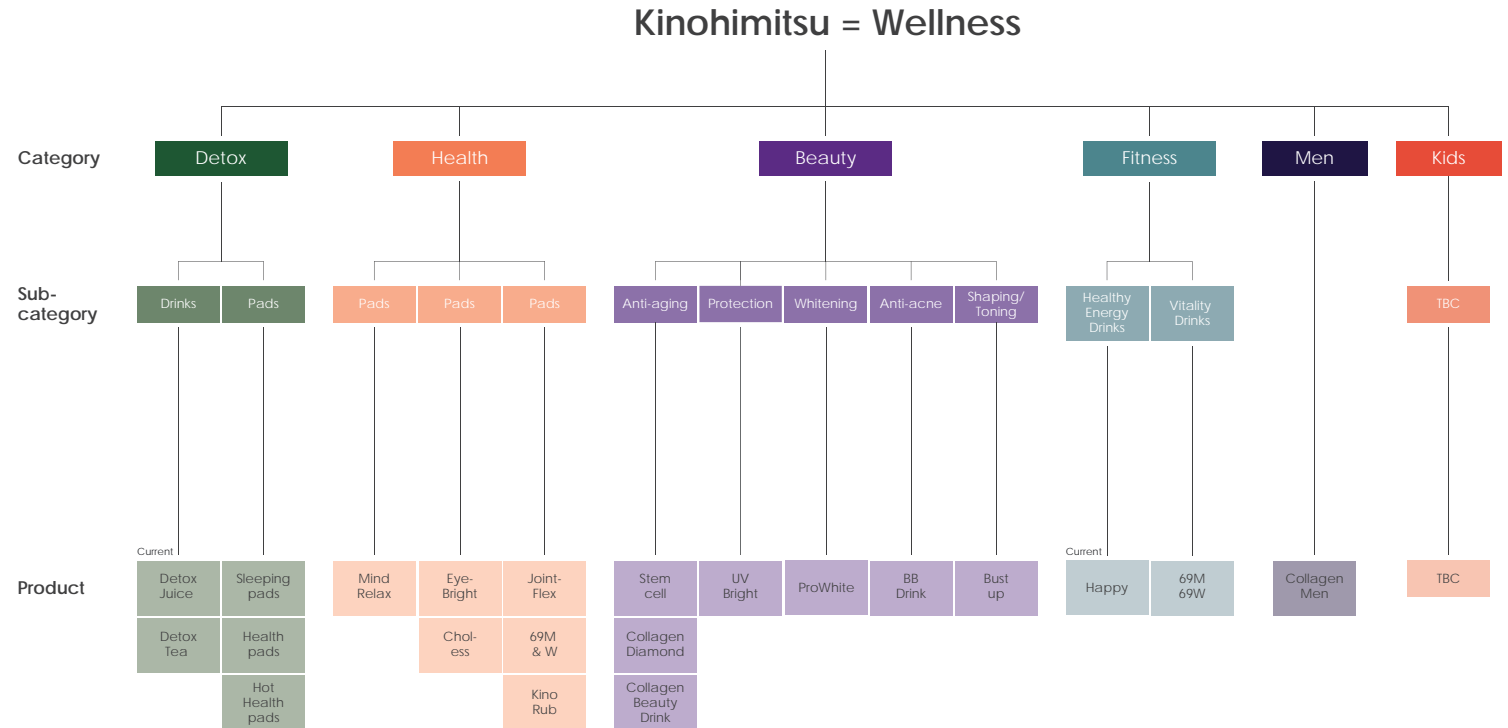 Kinohimitsu = Wellness
Category
Detox
Health
Beauty
Fitness
Men
Kids
Sub-
category
Drinks
Pads
Pads
Pads
Pads
Anti-aging
Protection
Whitening
Anti-acne
Shaping/
Toning
Healthy
Energy
Drinks
Vitality
Drinks
TBC
Product
Current
Detox
Juice
Sleeping
pads
Mind
Relax
Eye-
Bright
Joint-
Flex
Stem
cell
UV
Bright
ProWhite
BB
Drink
Bust
up
Current
Happy
69M
69W
Collagen
Men
TBC
Detox
Tea
Health
pads
Chol-
ess
69M
& W
Collagen
Diamond
Hot
Health
pads
Kino
Rub
Collagen
Beauty
Drink